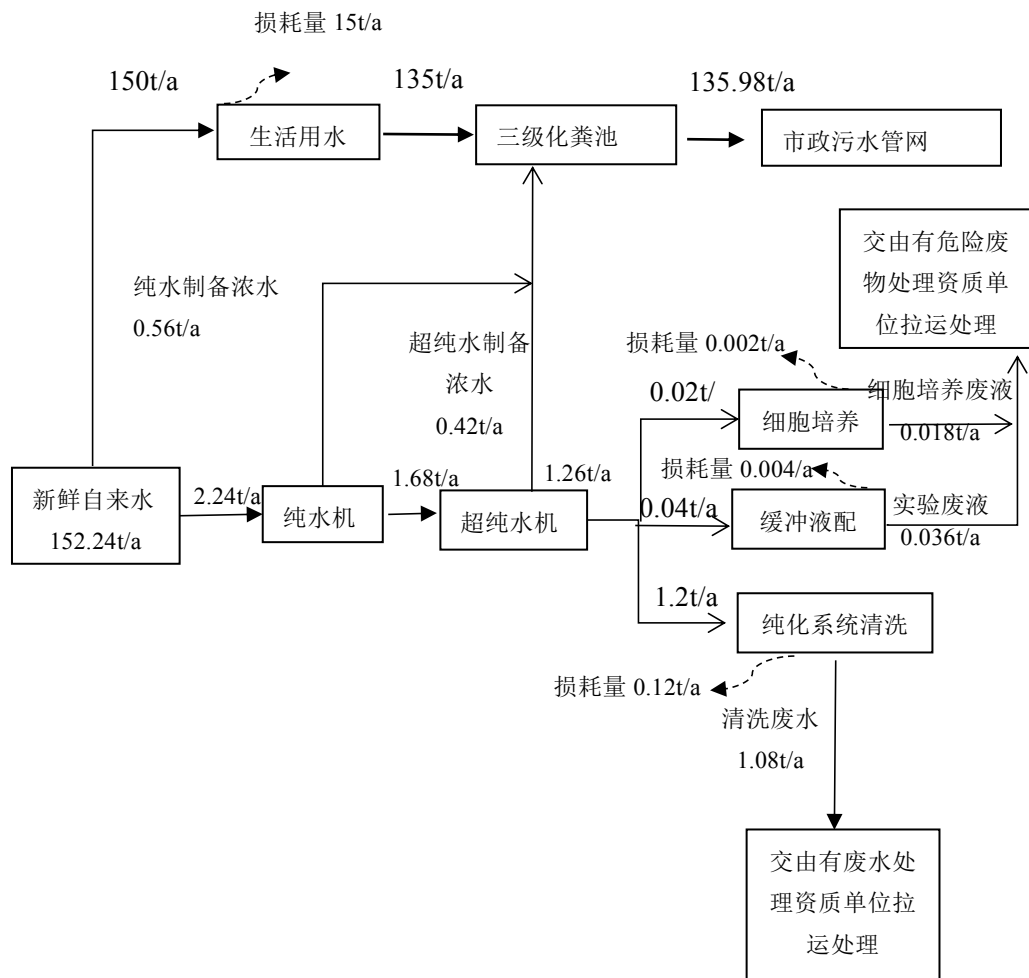 损耗量 15t/a
150t/a
135t/a
135.98t/a
生活用水
三级化粪池
市政污水管网
交由有危险废
物处理资质单
位拉运处理
纯水制备浓水
0.56t/a
超纯水制备
浓水
0.42t/a
损耗量 0.002t/a
0.02t/
细胞培养
细胞培养废液
0.018t/a
新鲜自来水
152.24t/a
2.24t/a
纯水机
1.68t/a
超纯水机
1.26t/a
损耗量 0.004/a
0.04t/a
缓冲液配
实验废液
0.036t/a
1.2t/a
纯化系统清洗
损耗量 0.12t/a
清洗废水
1.08t/a
交由有废水处
理资质单位拉
运处理